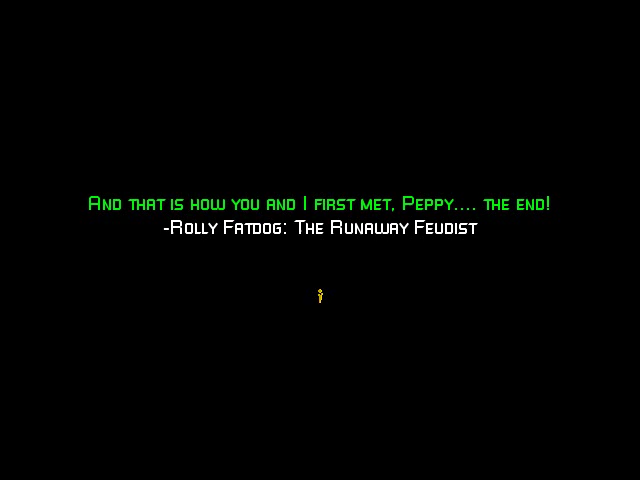 And that is how you and I first met, Peppy.... the end!
-Rolly Fatdog: The Runaway Feudist